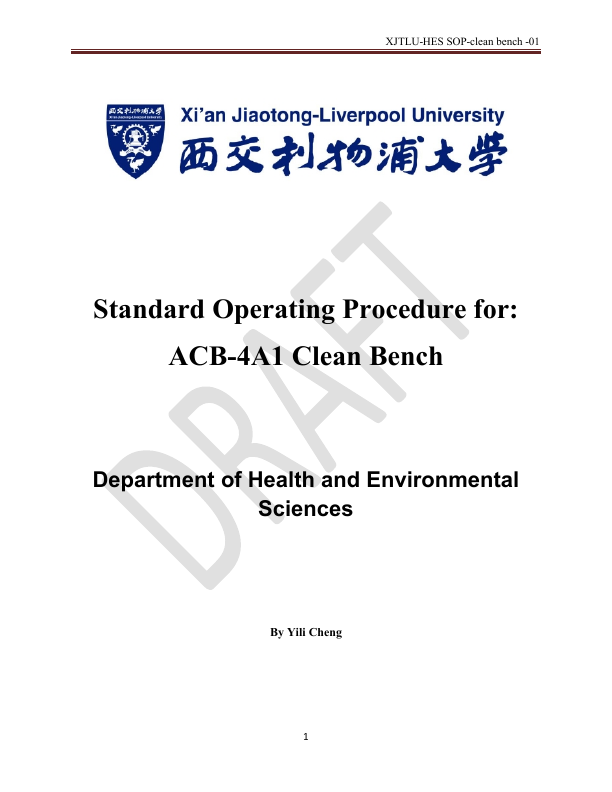 XJTLU-HES SOP-clean bench -01
西交利物浦大学
Xi'an Jiaotong-Liverpool University
西交利物浦大學
DRAFT
Standard Operating Procedure for:
ACB-4A1 Clean Bench
Department of Health and Environmental
Sciences
By Yili Cheng
1